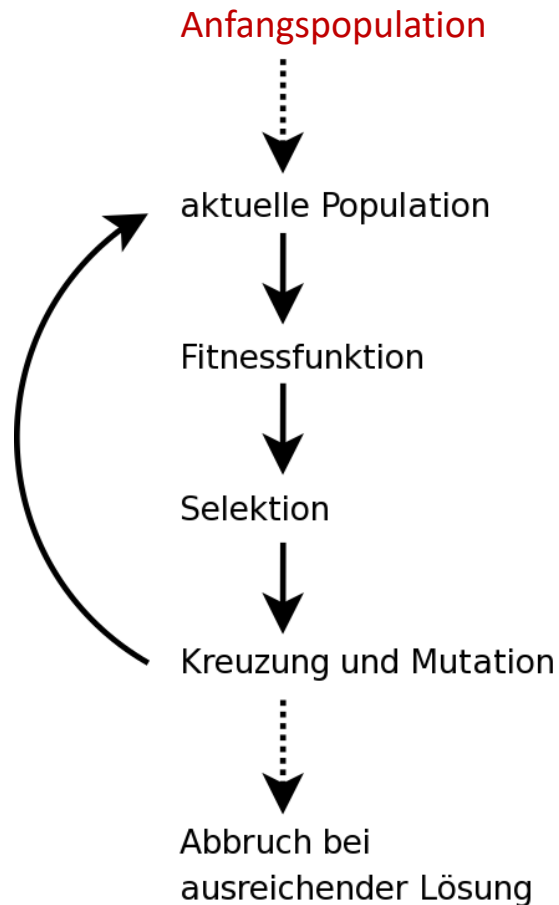 Anfangspopulation
aktuelle Population
Fitnessfunktion
Selektion
Kreuzung und Mutation
Abbruch bei
ausreichender Lösung